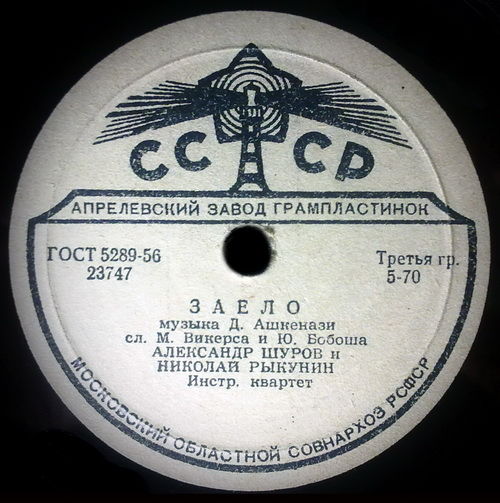 СССР
АПРЕЛЕВСКИЙ ЗАВОД ГРАМПЛАСТИНОК
ГОСТ 5289-56
23747
Третья гр.
5-70
ЗАЕЛО
музыка Д. Ашкенази
сл. М. Викерса и Ю. Бобоша
АЛЕКСАНДР ШУРОВ и
НИКОЛАЙ РЫКУНИН
Инстр. квартет
МОСКОВСКИЙ ОБЛАСТНОЙ СОВНАРХОЗ РСФСР